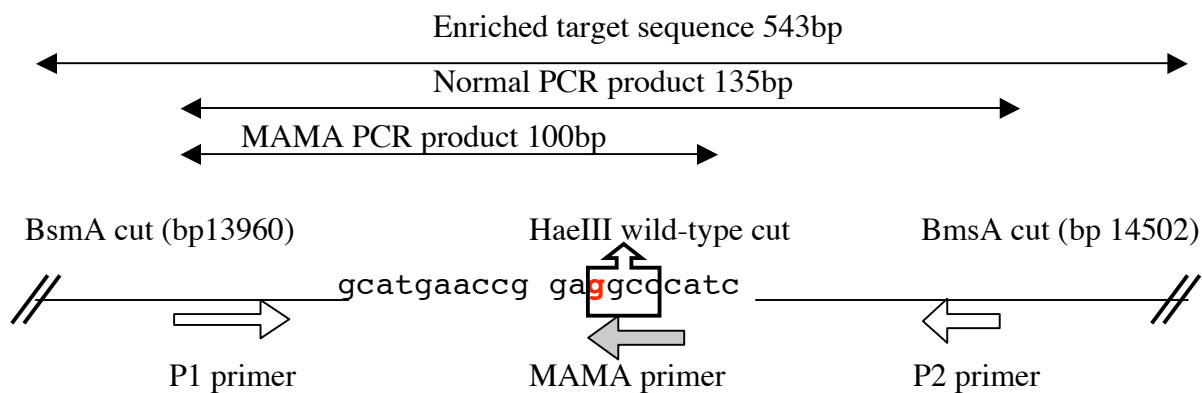 Enriched target sequence 543bp
Normal PCR product 135bp
MAMA PCR product 100bp
BsmA cut (bp13960) HaeIII wild-type cut BmsA cut (bp 14502)
gcatgaaccg gaggcccatc
P1 primer MAMA primer P2 primer